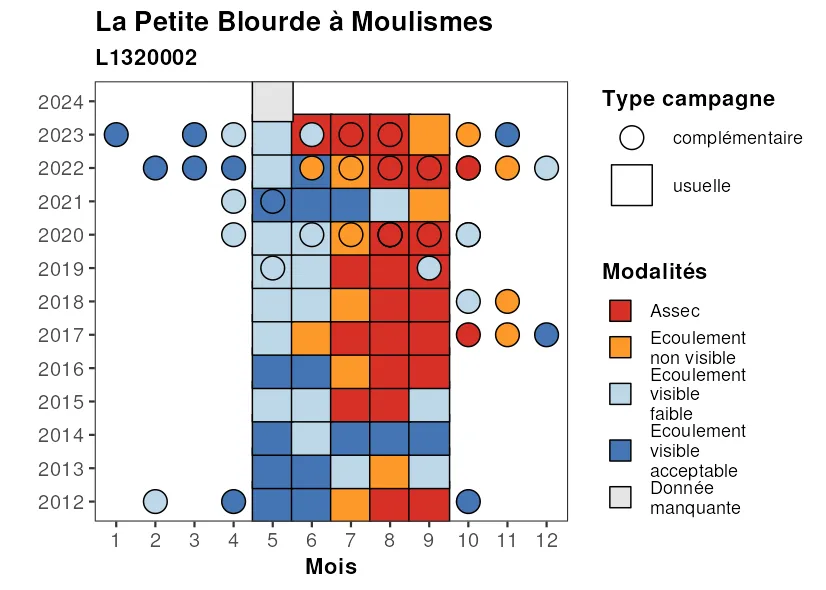 La Petite Blourde à Moulismes
L1320002
2024
2023
2022
2021
2020
2019
2018
2017
2016
2015
2014
2013
2012
1 2 3 4 5 6 7 8 9 10 11 12
Mois
Type campagne
complémentaire
usuelle
Modalités
Assec
Ecoulement
non visible
Ecoulement
visible
faible
Ecoulement
visible
acceptable
Donnée
manquante